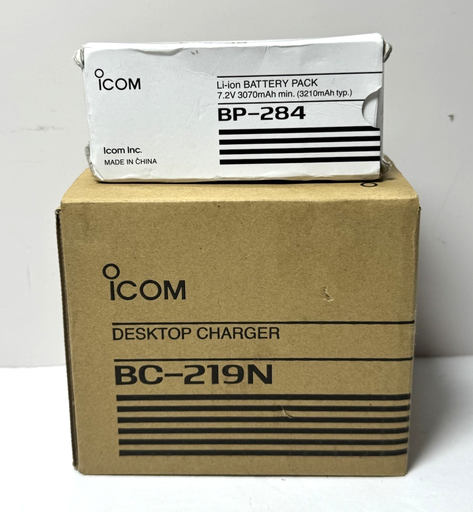 ICOM
Li-ion BATTERY PACK
7.2V 3070mAh min. (3210mAh typ.)
BP-284
Icom Inc.
MADE IN CHINA
ICOM
DESKTOP CHARGER
BC-219N